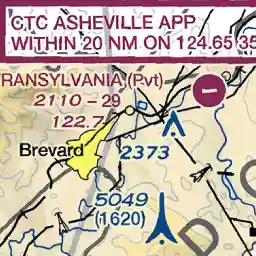 CTC ASHEVILLE APP
WITHIN 20 NM ON 124.65 35
TRANSYLVANIA (Pvt)
2110 - 29
122.7
Brevard
2373
5049
(1620)